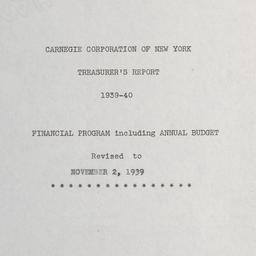 CARNEGIE CORPORATION OF NEW YORK
TREASURER'S REPORT
1939-40
FINANCIAL PROGRAM including ANNUAL BUDGET
Revised to
NOVEMBER 2, 1939
* * * * * * * * * * * * * * * *